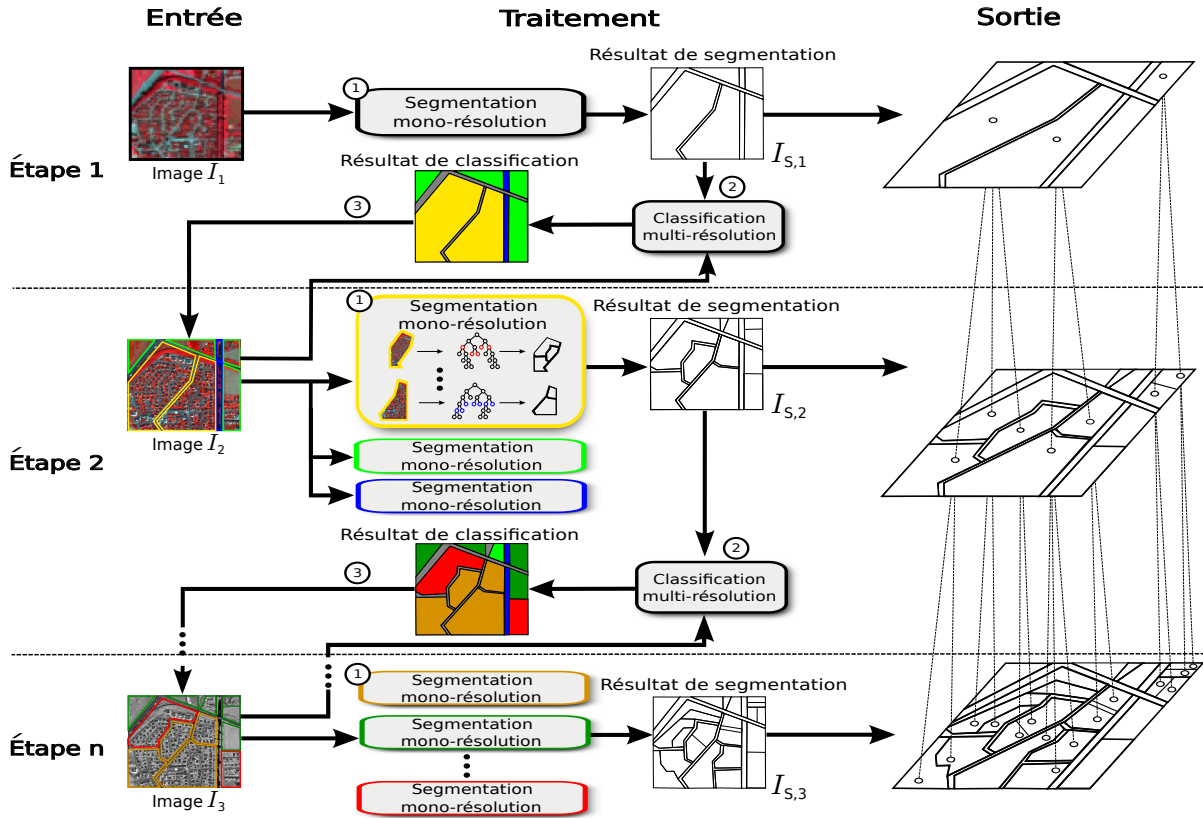 Entrée
Traitement
Sortie
Étape 1
Image I1
1
Segmentation
mono-résolution
Résultat de segmentation
IS,1
2
Classification
multi-résolution
Résultat de classification
3
Étape 2
Image I2
1
Segmentation
mono-résolution
Segmentation
mono-résolution
Segmentation
mono-résolution
Résultat de segmentation
IS,2
2
Classification
multi-résolution
Résultat de classification
3
Étape n
Image I3
1
Segmentation
mono-résolution
Segmentation
mono-résolution
Segmentation
mono-résolution
Résultat de segmentation
IS,3